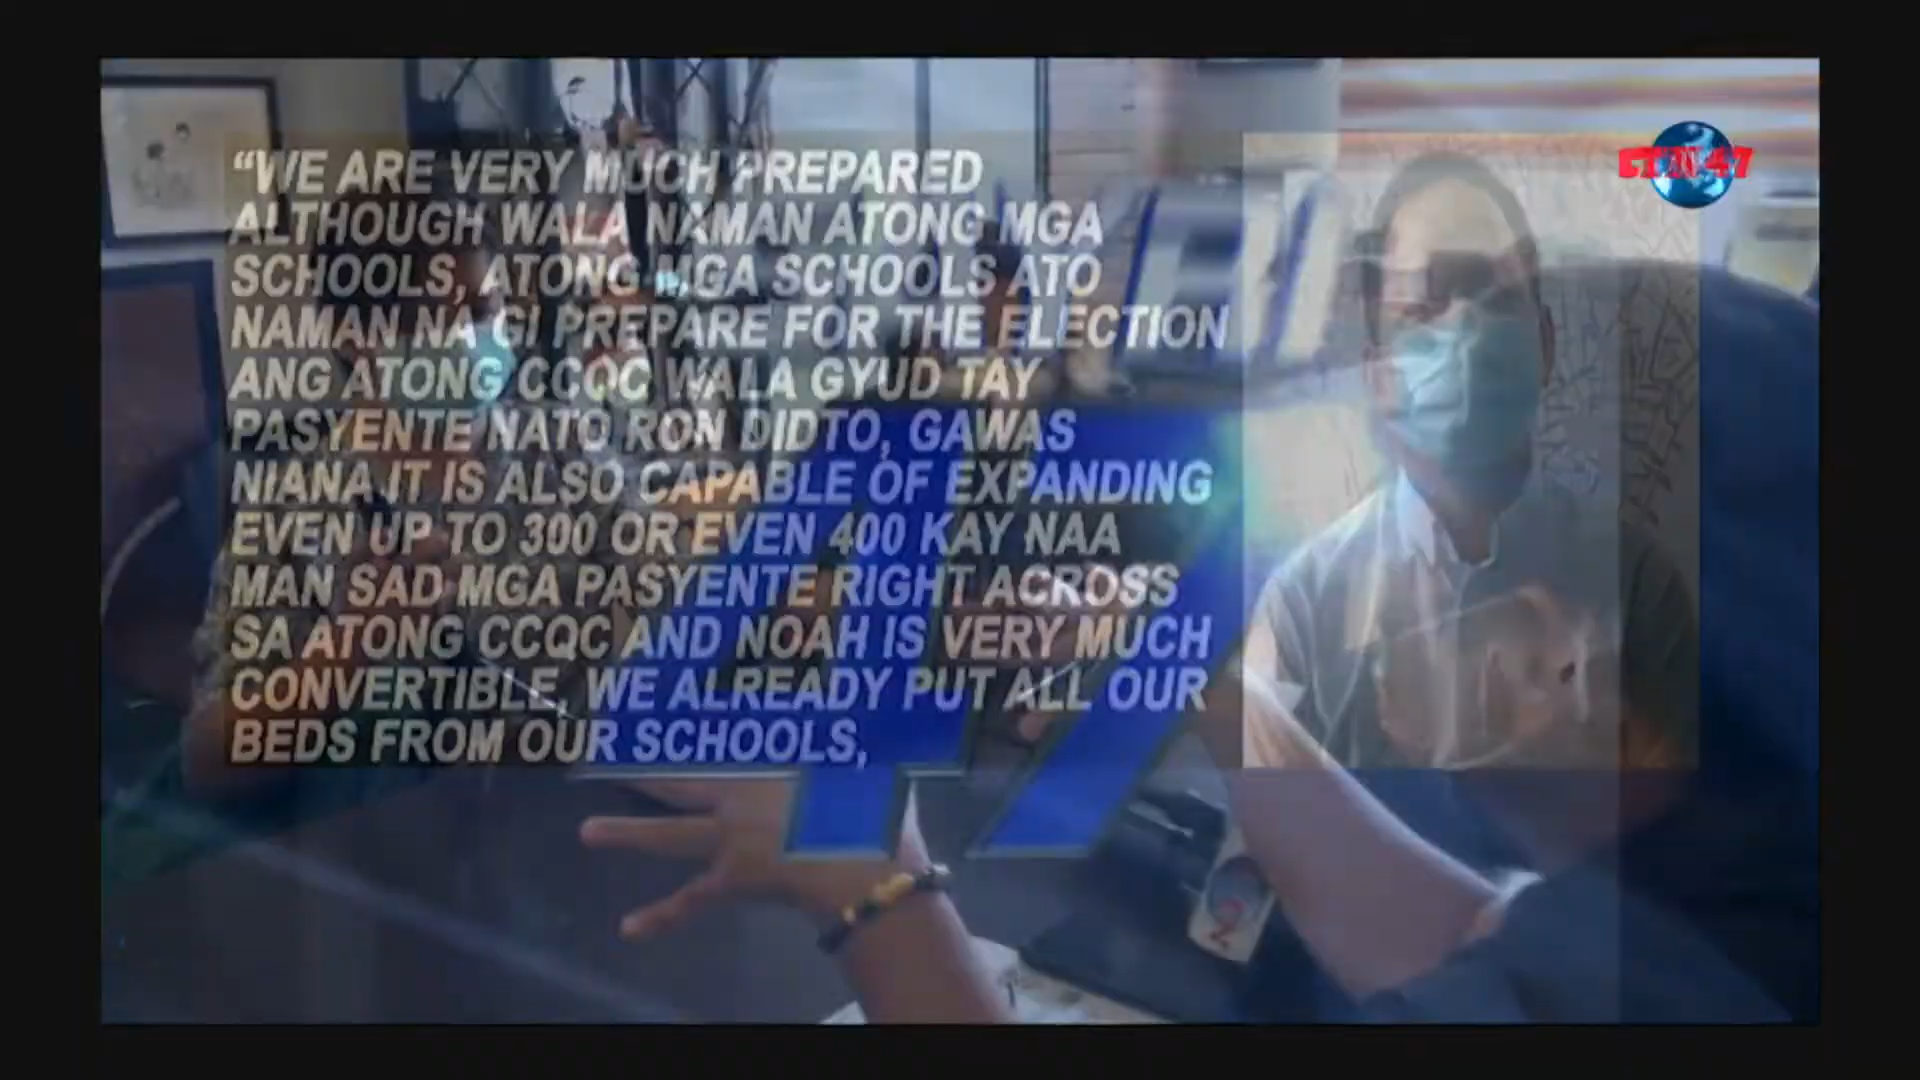 “WE ARE VERY MUCH PREPARED
ALTHOUGH WALA NAMAN ATONG MGA
SCHOOLS, ATONG MGA SCHOOLS ATO
NAMAN NA GI PREPARE FOR THE ELECTION
ANG ATONG CCQC WALA GYUD TAY
PASYENTE NATO RON DIDTO, GAWAS
NIANA IT IS ALSO CAPABLE OF EXPANDING
EVEN UP TO 300 OR EVEN 400 KAY NAA
MAN SAD MGA PASYENTE RIGHT ACROSS
SA ATONG CCQC AND NOAH IS VERY MUCH
CONVERTIBLE, WE ALREADY PUT ALL OUR
BEDS FROM OUR SCHOOLS,
47
2